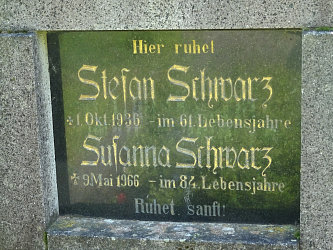 Hier ruhet
Stefan Schwarz
1. Okt. 1936 - im 61. Lebensjahre
Susanna Schwarz
9. Mai 1966 - im 84. Lebensjahre
Ruhet sanft!